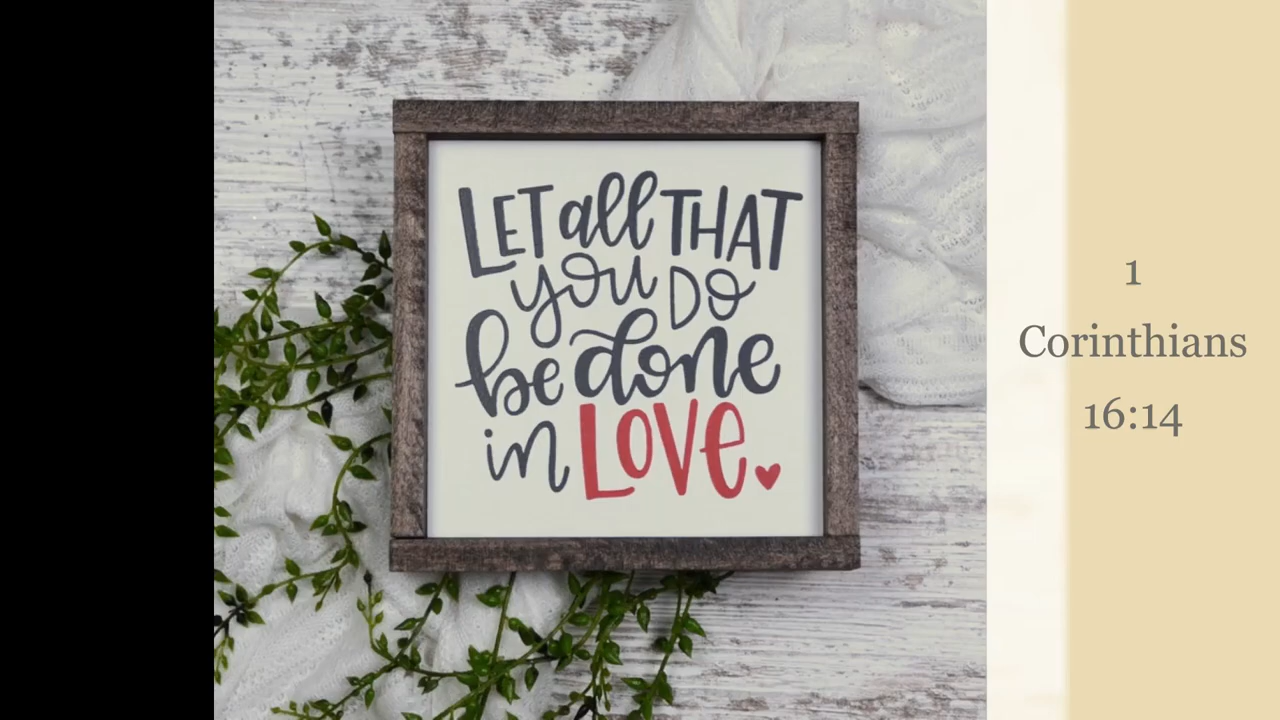 LET all THAT
you DO
be done
in LOVE
1
Corinthians
16:14